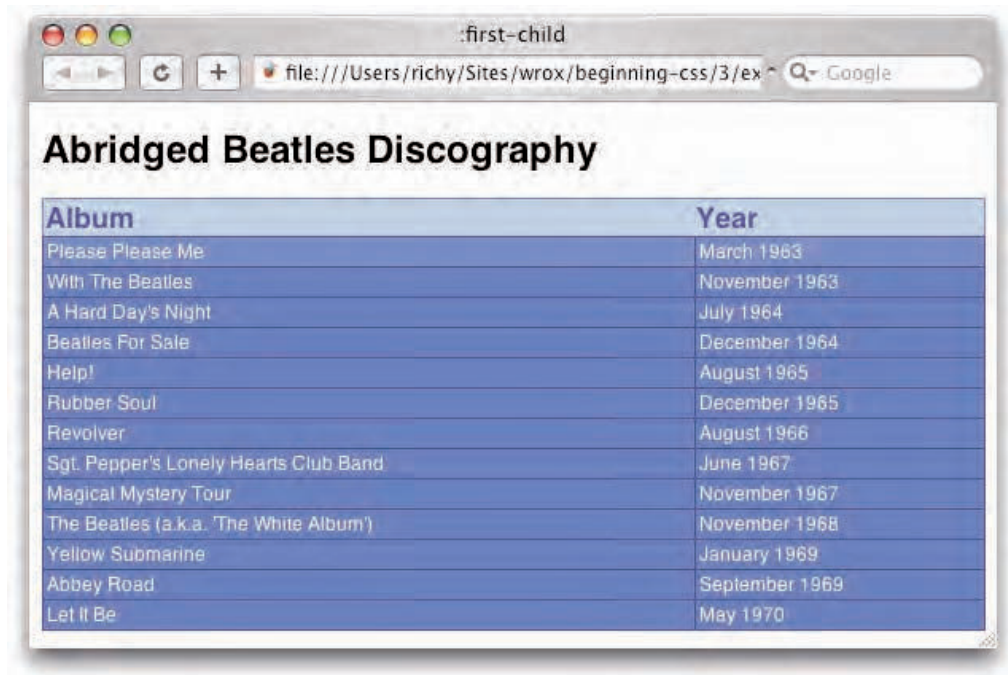 :first-child
file:///Users/richy/Sites/wrox/beginning-css/3/ex
Google
Abridged Beatles Discography
Album Year
Please Please Me March 1963
With The Beatles November 1963
A Hard Day's Night July 1964
Beatles For Sale December 1964
Help! August 1965
Rubber Soul December 1965
Revolver August 1966
Sgt. Pepper's Lonely Hearts Club Band June 1967
Magical Mystery Tour November 1967
The Beatles (a.k.a. 'The White Album') November 1968
Yellow Submarine January 1969
Abbey Road September 1969
Let It Be May 1970